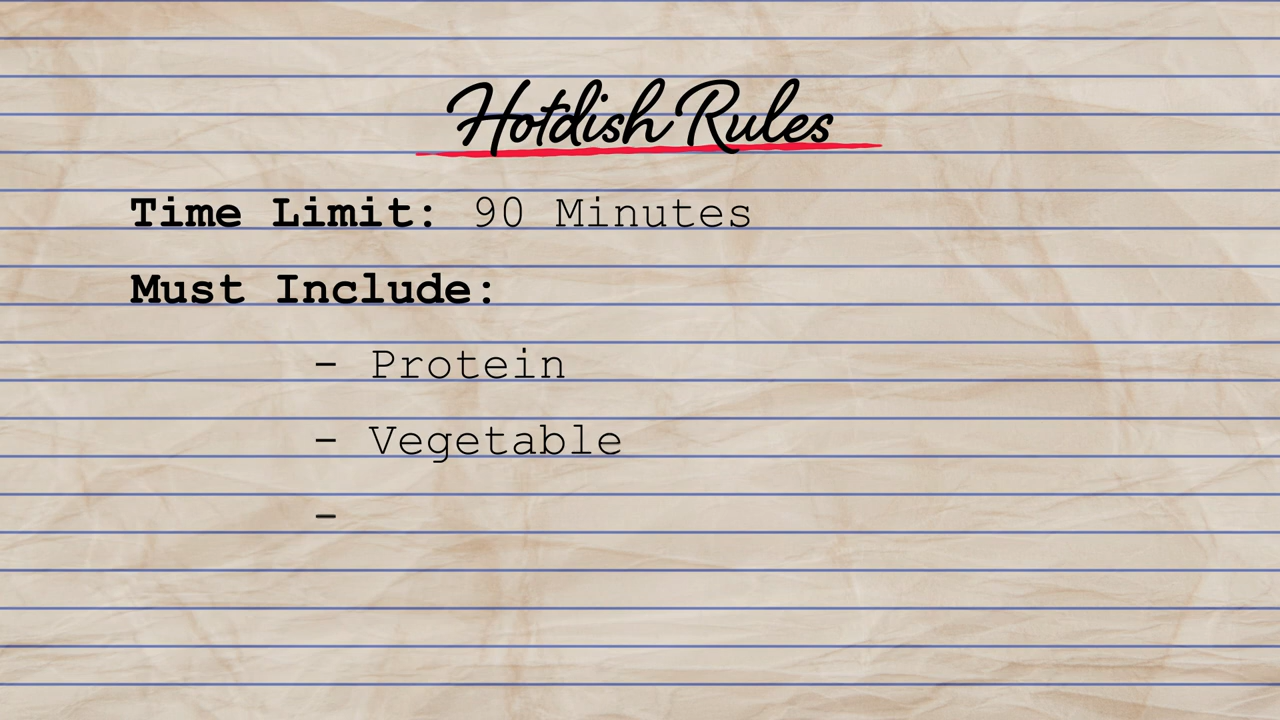 Hotdish Rules
Time Limit: 90 Minutes
Must Include:
- Protein
- Vegetable
-